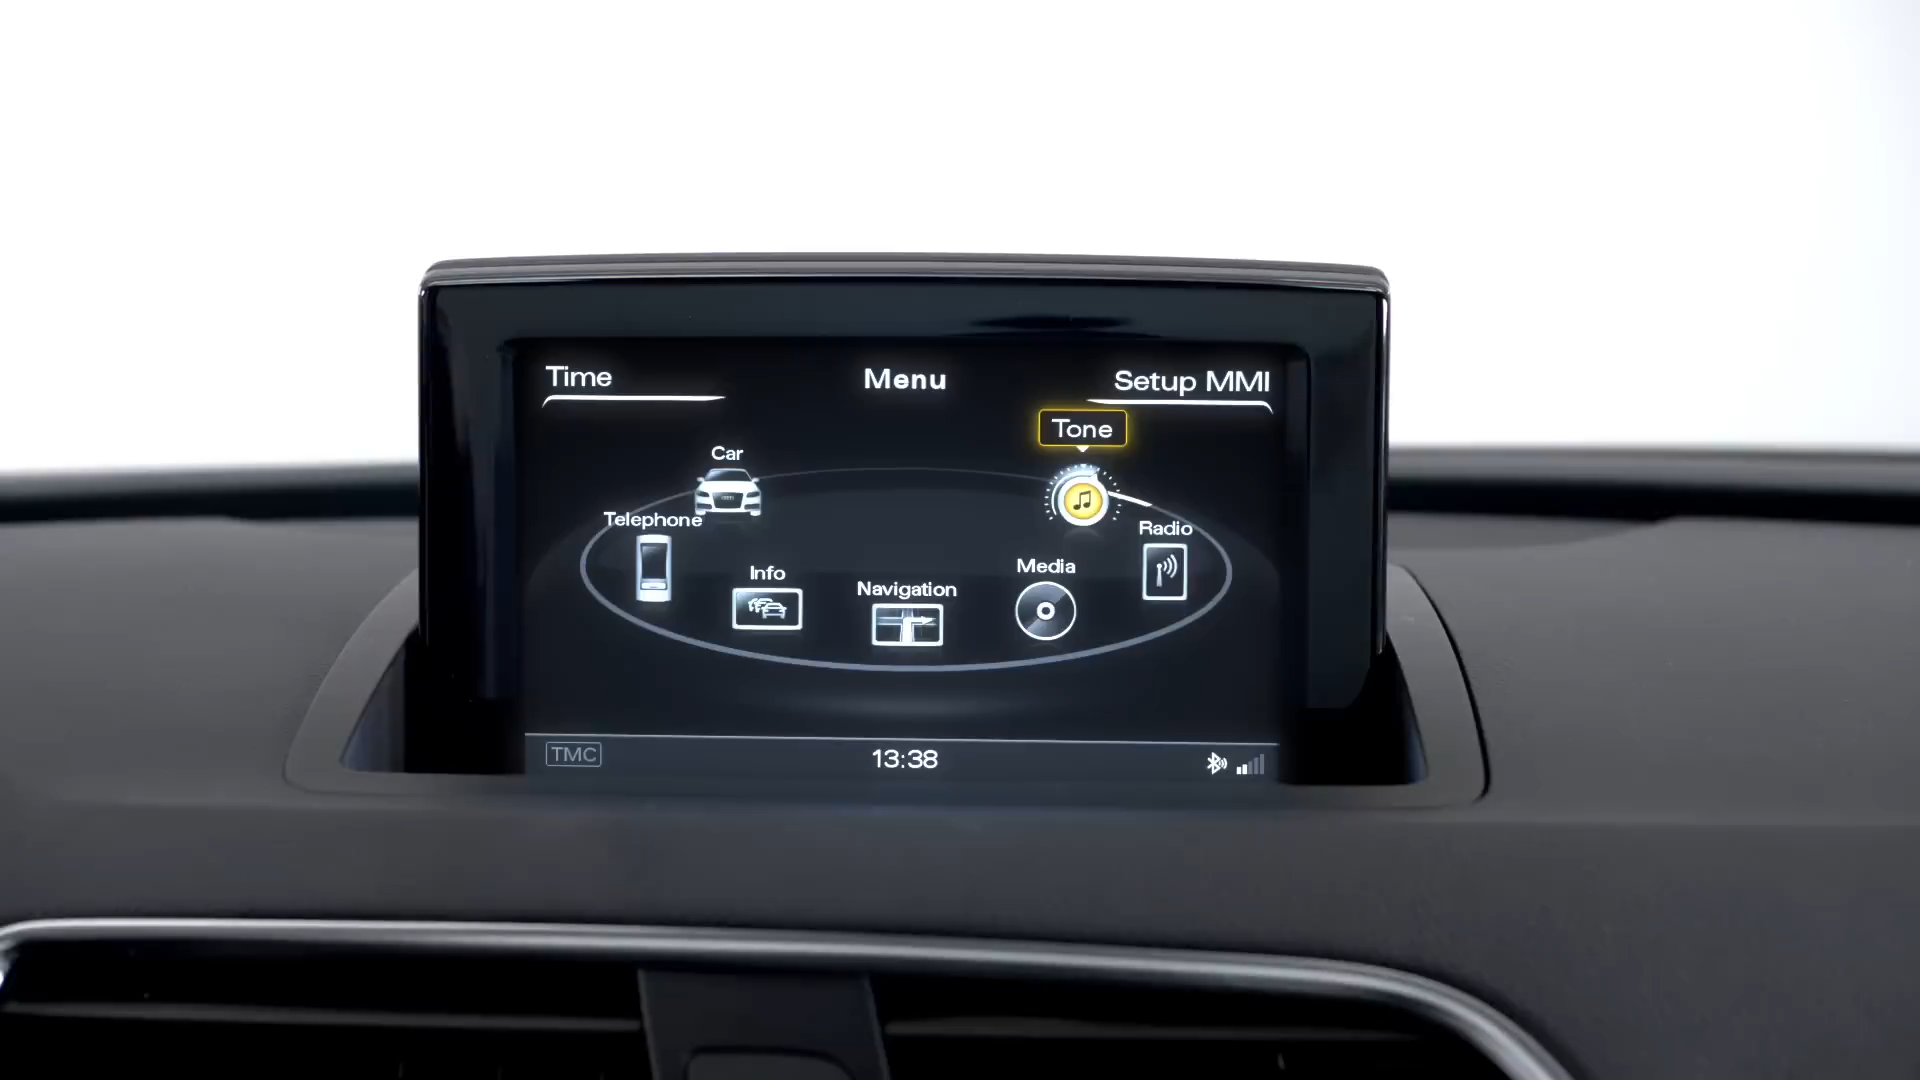 Time
Menu
Setup MMI
Tone
Car
Telephone
Radio
Info
Media
Navigation
TMC
13:38